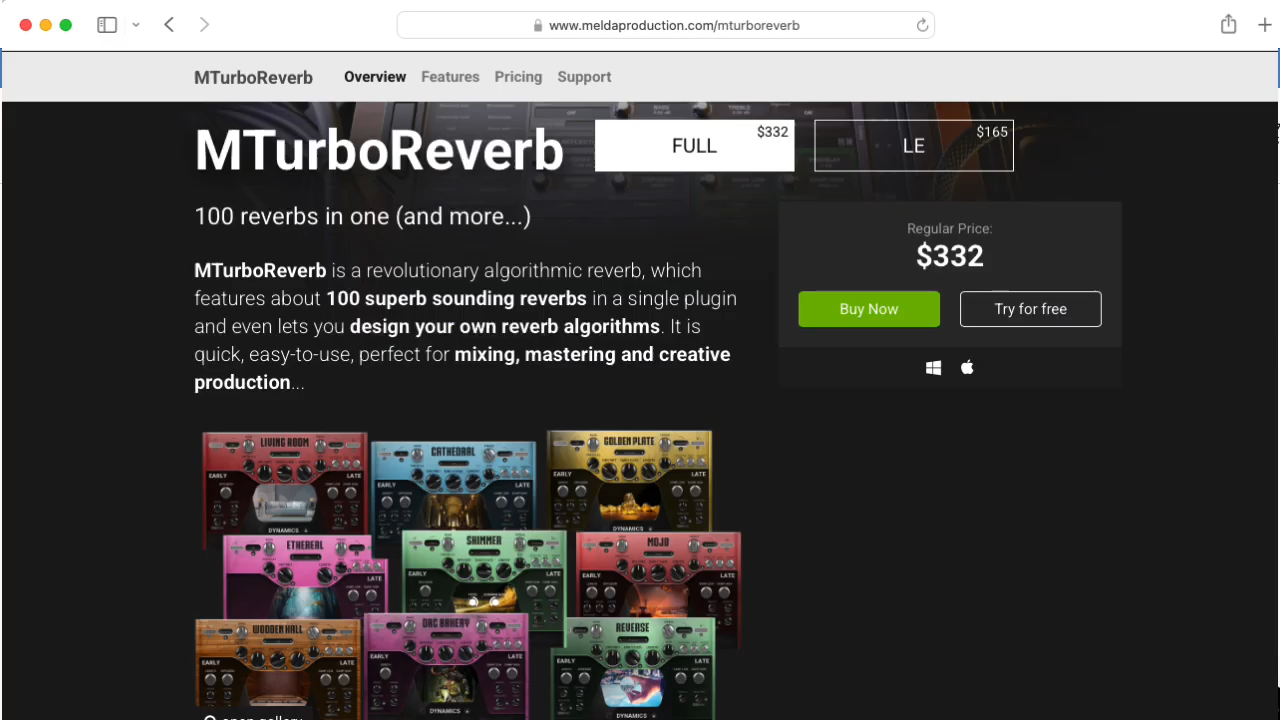 www.meldaproduction.com/mturboreverb
MTurboReverb Overview Features Pricing Support
MTurboReverb
FULL $332
LE $165
100 reverbs in one (and more...)
Regular Price:
$332
Buy Now Try for free
MTurboReverb is a revolutionary algorithmic reverb, which
features about 100 superb sounding reverbs in a single plugin
and even lets you design your own reverb algorithms. It is
quick, easy-to-use, perfect for mixing, mastering and creative
production...
LIVING ROOM
EARLY LATE
DYNAMICS
CATHEDRAL
EARLY LATE
GOLDEN PLATE
EARLY LATE
DYNAMICS
ETHEREAL
EARLY LATE
SHIMMER
EARLY LATE
MOJO
EARLY LATE
WOODEN HALL
EARLY LATE
ORC BAKERY
EARLY LATE
DYNAMICS
REVERSE
EARLY LATE
DYNAMICS
open gallery